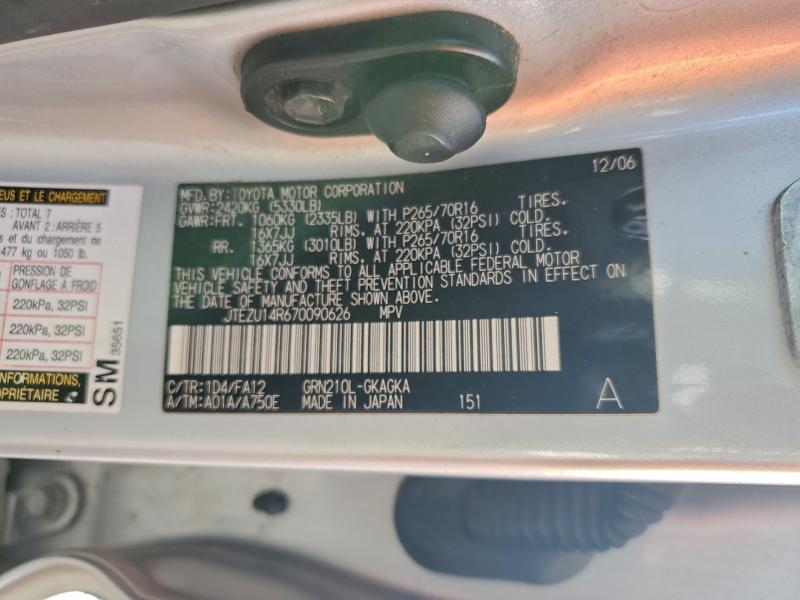 EUS ET LE CHARGEMENT
ES: TOTAL 7
AVANT 2: ARRIÈRE 5
ts et du chargement ne
477 kg ou 1050 lb.
PRESSION DE
GONFLAGE À FROID
220kPa, 32PSI
220kPa, 32PSI
220kPa, 32PSI
INFORMATIONS,
PROPRIÉTAIRE
SM 35651
12/06
MFD.BY:TOYOTA MOTOR CORPORATION
GVWR:2420KG (5330LB)
GAWR:FRT. 1060KG (2335LB) WITH P265/70R16 TIRES.
16X7JJ RIMS. AT 220KPA (32PSI) COLD.
RR. 1365KG (3010LB) WITH P265/70R16 TIRES.
16X7JJ RIMS. AT 220KPA (32PSI) COLD.
THIS VEHICLE CONFORMS TO ALL APPLICABLE FEDERAL MOTOR
VEHICLE SAFETY AND THEFT PREVENTION STANDARDS IN EFFECT ON
THE DATE OF MANUFACTURE SHOWN ABOVE.
JTEZU14R670090626 MPV
C/TR:1D4/FA12 GRN210L-GKAGKA
A/TM:A01A/A750E MADE IN JAPAN 151 A